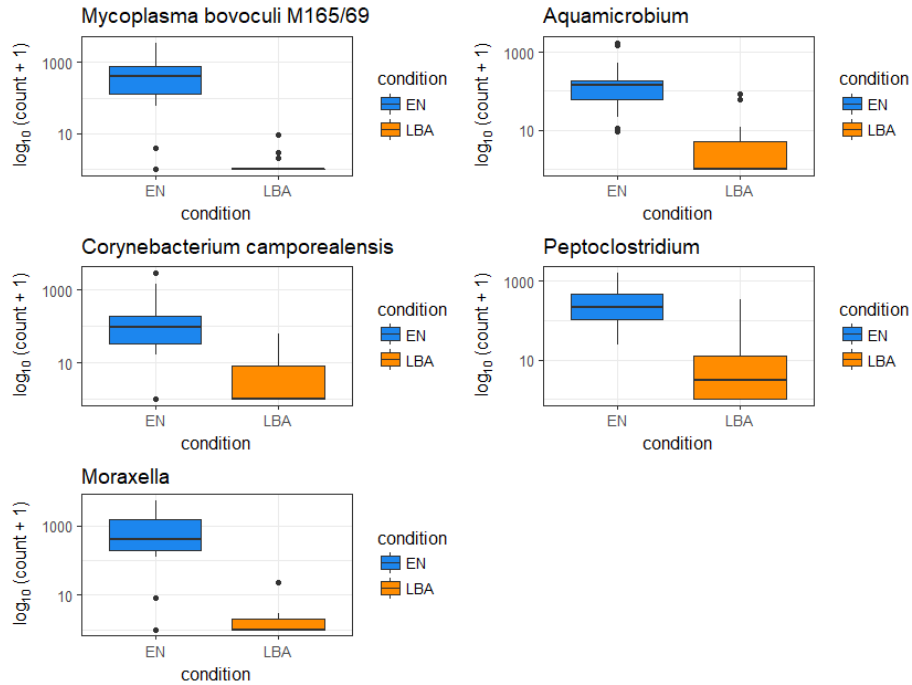 Mycoplasma bovoculi M165/69
log10 (count + 1)
1000
10
EN
LBA
condition
condition
EN
LBA
Aquamicrobium
log10 (count + 1)
1000
10
EN
LBA
condition
condition
EN
LBA
Corynebacterium camporealensis
log10 (count + 1)
1000
10
EN
LBA
condition
condition
EN
LBA
Peptoclostridium
log10 (count + 1)
1000
10
EN
LBA
condition
condition
EN
LBA
Moraxella
log10 (count + 1)
1000
10
EN
LBA
condition
condition
EN
LBA